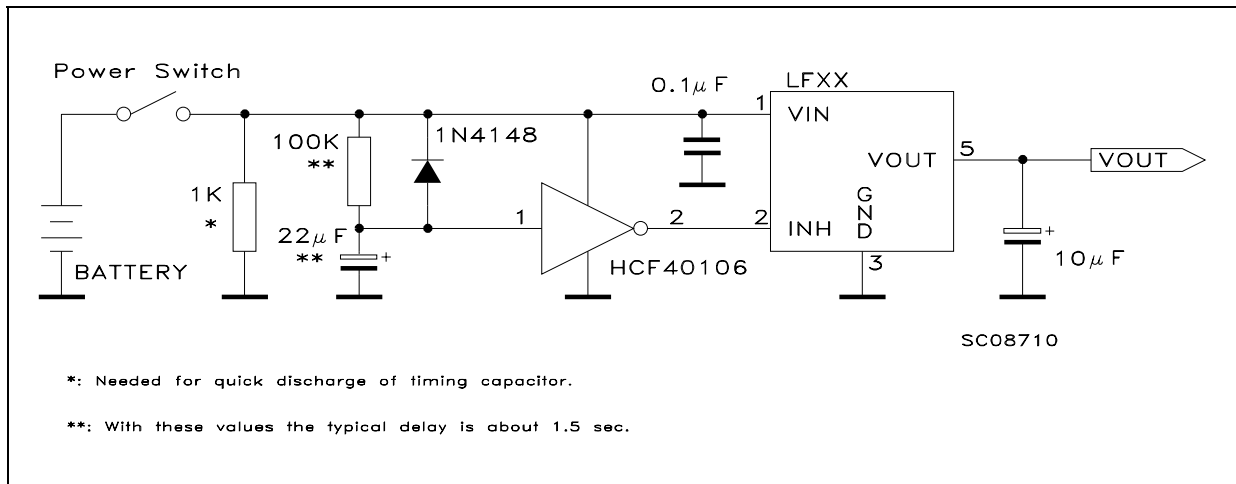 Power Switch
0.1μF
LFXX
1
VIN
100K
**
1N4148
VOUT
5
VOUT
1K
*
GND
1
2
2
INH
22μF
**
+
+
BATTERY
HCF40106
3
10μF
SC08710
*: Needed for quick discharge of timing capacitor.
**: With these values the typical delay is about 1.5 sec.